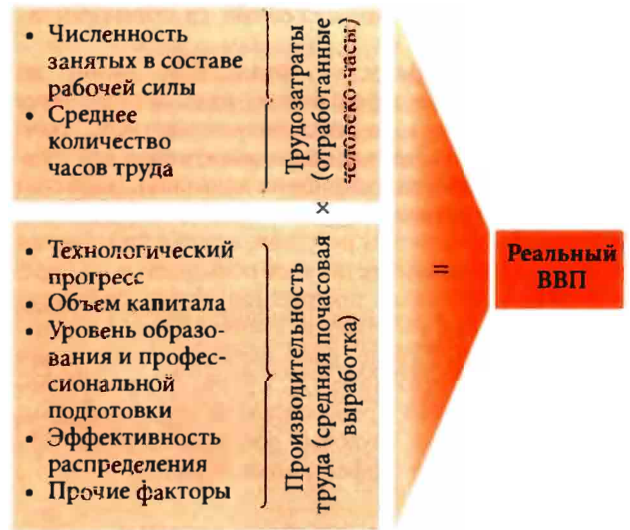 • Численность
занятых в составе
рабочей силы
• Среднее
количество
часов труда
Трудозатраты
(отработанные
человеко-часы)
×
• Технологический
прогресс
• Объем капитала
• Уровень образо-
вания и профес-
сиональной
подготовки
• Эффективность
распределения
• Прочие факторы
Производительность
труда (средняя почасовая
выработка)
=
Реальный
ВВП